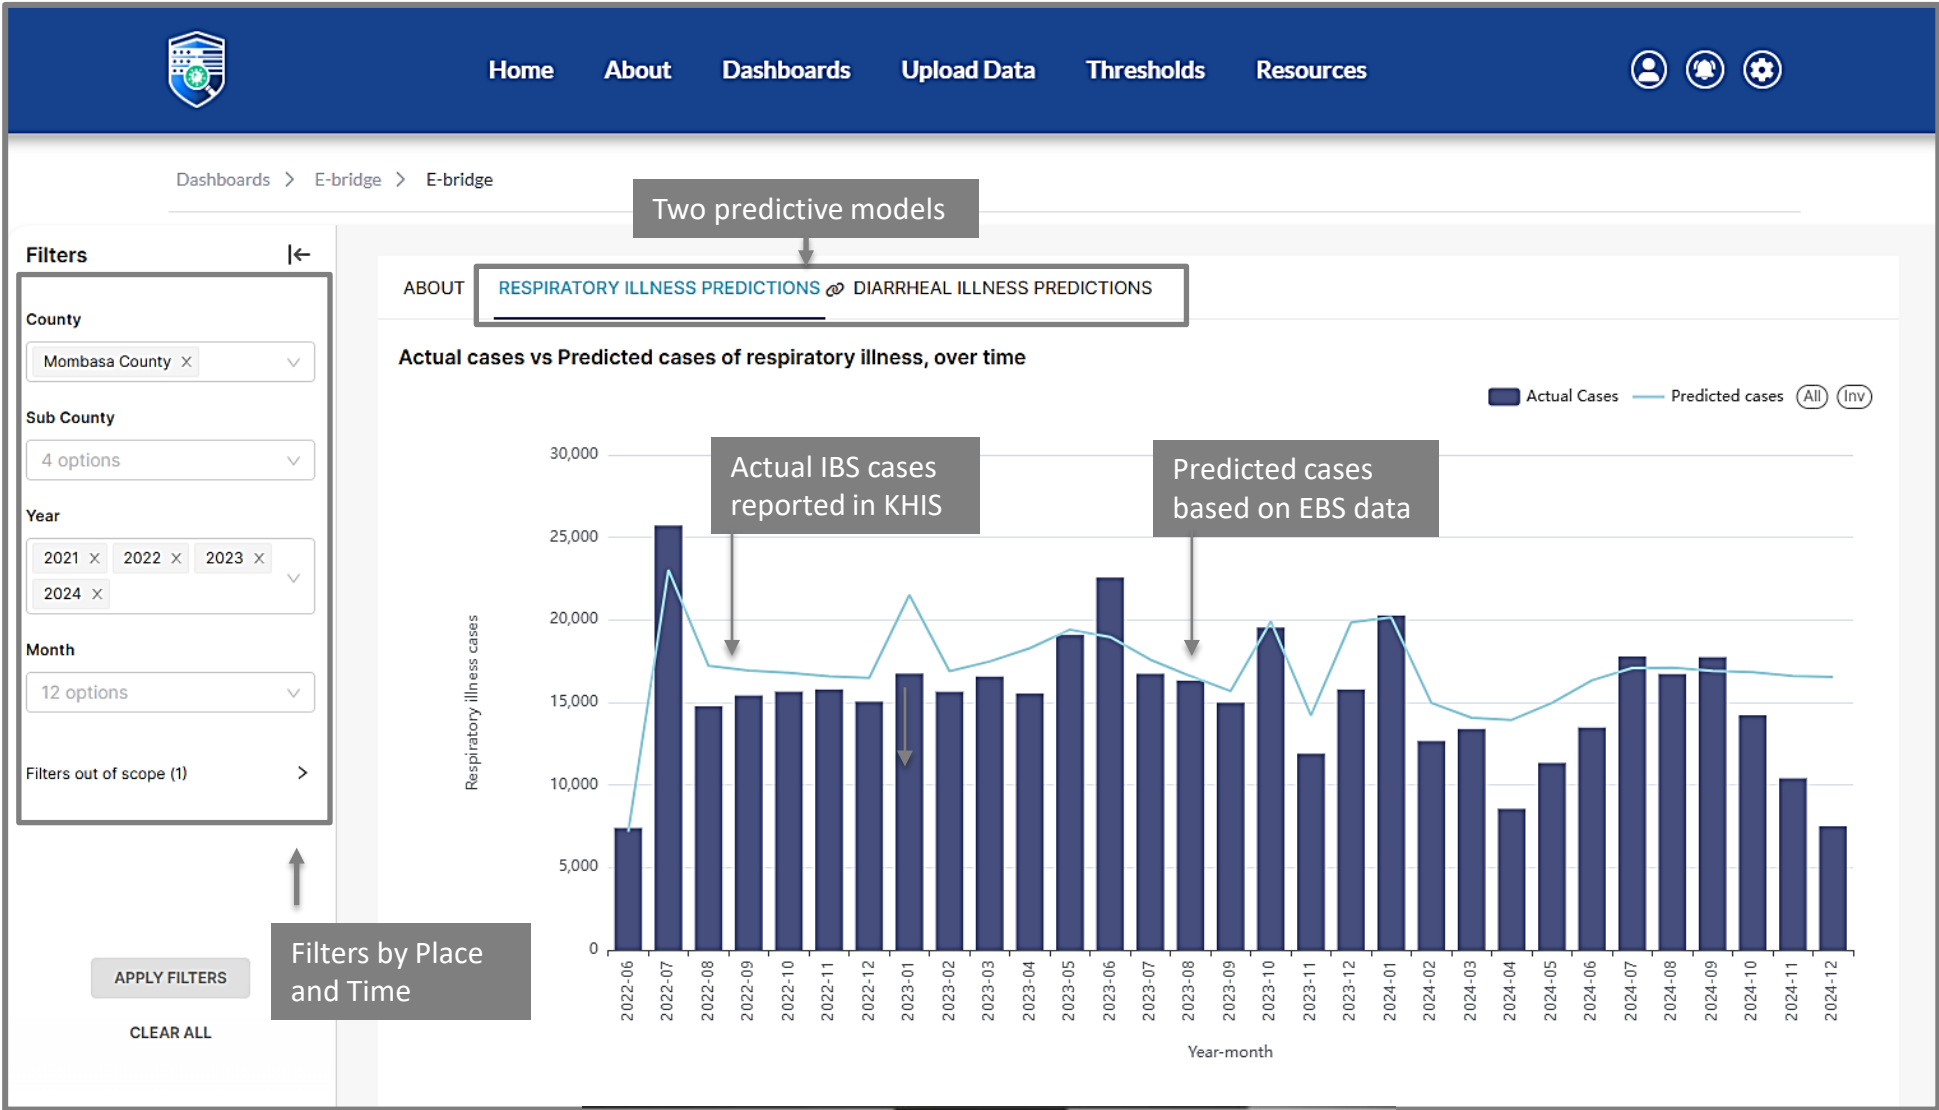 Home About Dashboards Upload Data Thresholds Resources
Dashboards > E-bridge > E-bridge
Two predictive models
Filters
ABOUT RESPIRATORY ILLNESS PREDICTIONS DIARRHEAL ILLNESS PREDICTIONS
County
Mombasa County X
Sub County
4 options
Year
2021 X 2022 X 2023 X
2024 X
Month
12 options
Filters out of scope (1) >
APPLY FILTERS
CLEAR ALL
Filters by Place
and Time
Actual cases vs Predicted cases of respiratory illness, over time
Actual Cases Predicted cases All Inv
Actual IBS cases
reported in KHIS
Predicted cases
based on EBS data
Respiratory illness cases
30,000
25,000
20,000
15,000
10,000
5,000
0
2022-06
2022-07
2022-08
2022-09
2022-10
2022-11
2022-12
2023-01
2023-02
2023-03
2023-04
2023-05
2023-06
2023-07
2023-08
2023-09
2023-10
2023-11
2023-12
2024-01
2024-02
2024-03
2024-04
2024-05
2024-06
2024-07
2024-08
2024-09
2024-10
2024-11
2024-12
Year-month